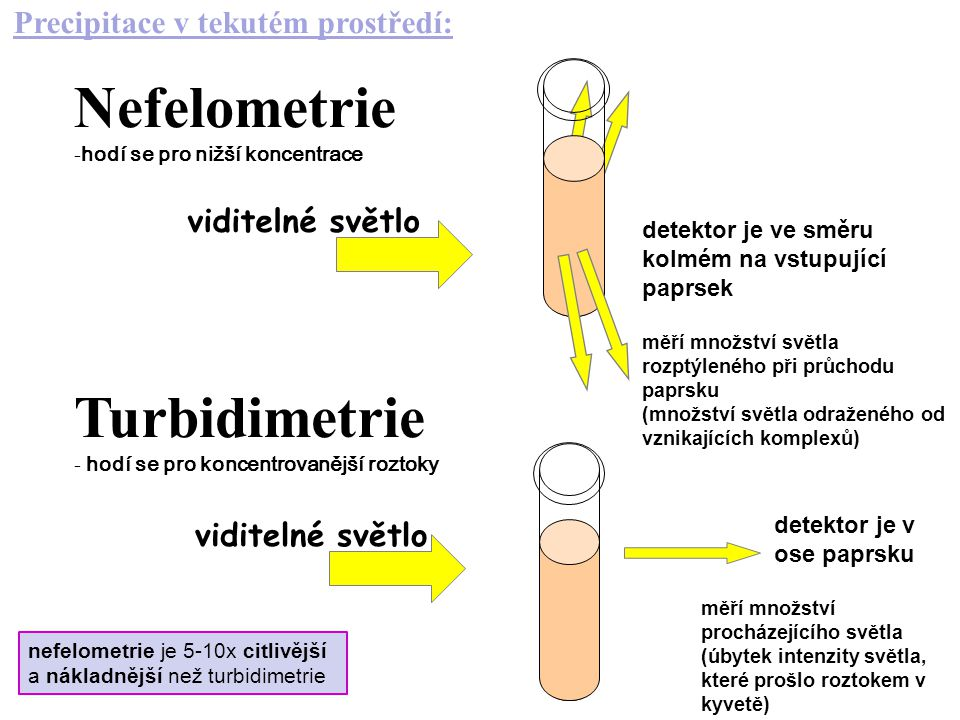 Precipitace v tekutém prostředí:
Nefelometrie
-hodí se pro nižší koncentrace
viditelné světlo
detektor je ve směru
kolmém na vstupující
paprsek
měří množství světla
rozptýleného při průchodu
paprsku
(množství světla odraženého od
vznikajících komplexů)
Turbidimetrie
- hodí se pro koncentrovanější roztoky
viditelné světlo
detektor je v
ose paprsku
měří množství
procházejícího světla
(úbytek intenzity světla,
které prošlo roztokem v
kyvetě)
nefelometrie je 5-10x citlivější
a nákladnější než turbidimetrie